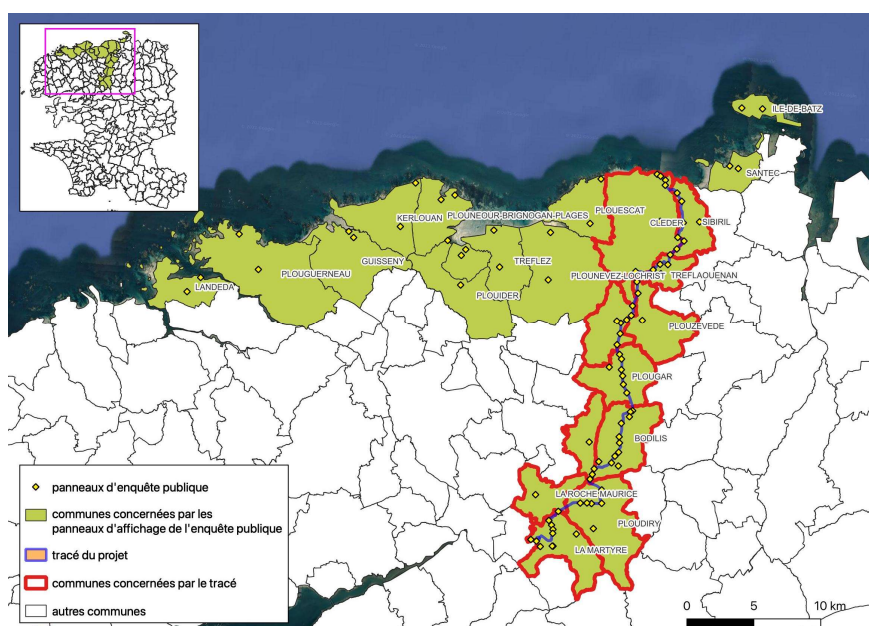 ILE-DE-BATZ
SANTEC
PLOUNEOUR-BRIGNOGAN-PLAGES
PLOUESCAT
KERLOUAN
CLEDER
SIBIRIL
GUISSENY
TREFLEZ
PLOUGUERNEAU
PLOUNEVEZ-LOCHRIST
TREFLAOUENAN
LANDEDA
PLOUIDER
PLOUZEVEDE
PLOUGAR
BODILIS
LA ROCHE-MAURICE
PLOUDIRY
LA MARTYRE
panneaux d'enquête publique
communes concernées par les
panneaux d'affichage de l'enquête publique
tracé du projet
communes concernées par le tracé
autres communes
0 5 10 km